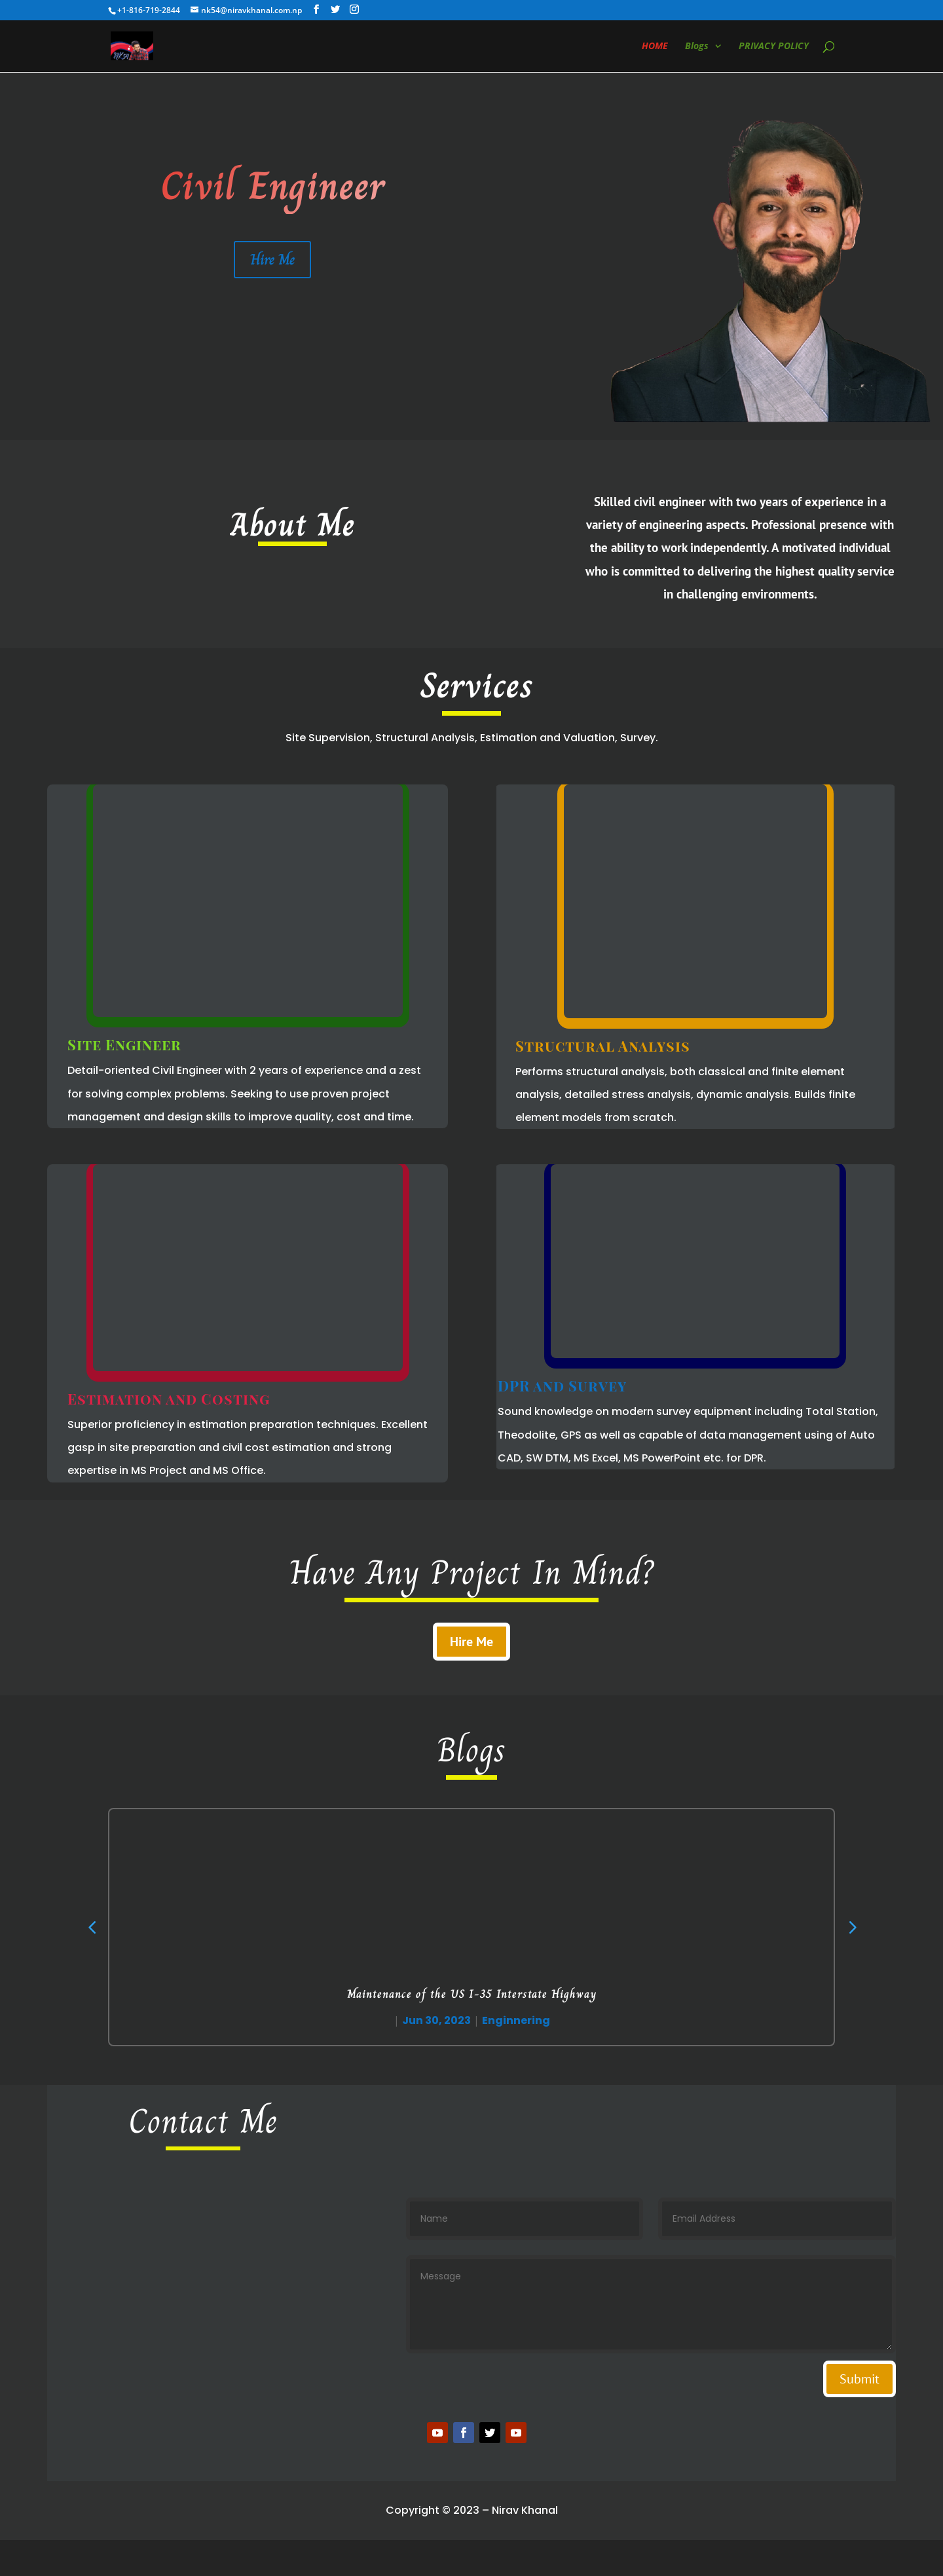 +1-816-719-2844 nk54@niravkhanal.com.np
HOME Blogs PRIVACY POLICY
Civil Engineer
Hire Me
About Me
Skilled civil engineer with two years of experience in a
variety of engineering aspects. Professional presence with
the ability to work independently. A motivated individual
who is committed to delivering the highest quality service
in challenging environments.
Services
Site Supervision, Structural Analysis, Estimation and Valuation, Survey.
Site Engineer
Detail-oriented Civil Engineer with 2 years of experience and a zest
for solving complex problems. Seeking to use proven project
management and design skills to improve quality, cost and time.
Structural Analysis
Performs structural analysis, both classical and finite element
analysis, detailed stress analysis, dynamic analysis. Builds finite
element models from scratch.
Estimation and Costing
Superior proficiency in estimation preparation techniques. Excellent
gasp in site preparation and civil cost estimation and strong
expertise in MS Project and MS Office.
DPR and Survey
Sound knowledge on modern survey equipment including Total Station,
Theodolite, GPS as well as capable of data management using of Auto
CAD, SW DTM, MS Excel, MS PowerPoint etc. for DPR.
Have Any Project In Mind?
Hire Me
Blogs
Maintenance of the US I-35 Interstate Highway
| Jun 30, 2023 | Enginnering
Contact Me
Name Email Address
Message
Submit
Copyright © 2023 – Nirav Khanal